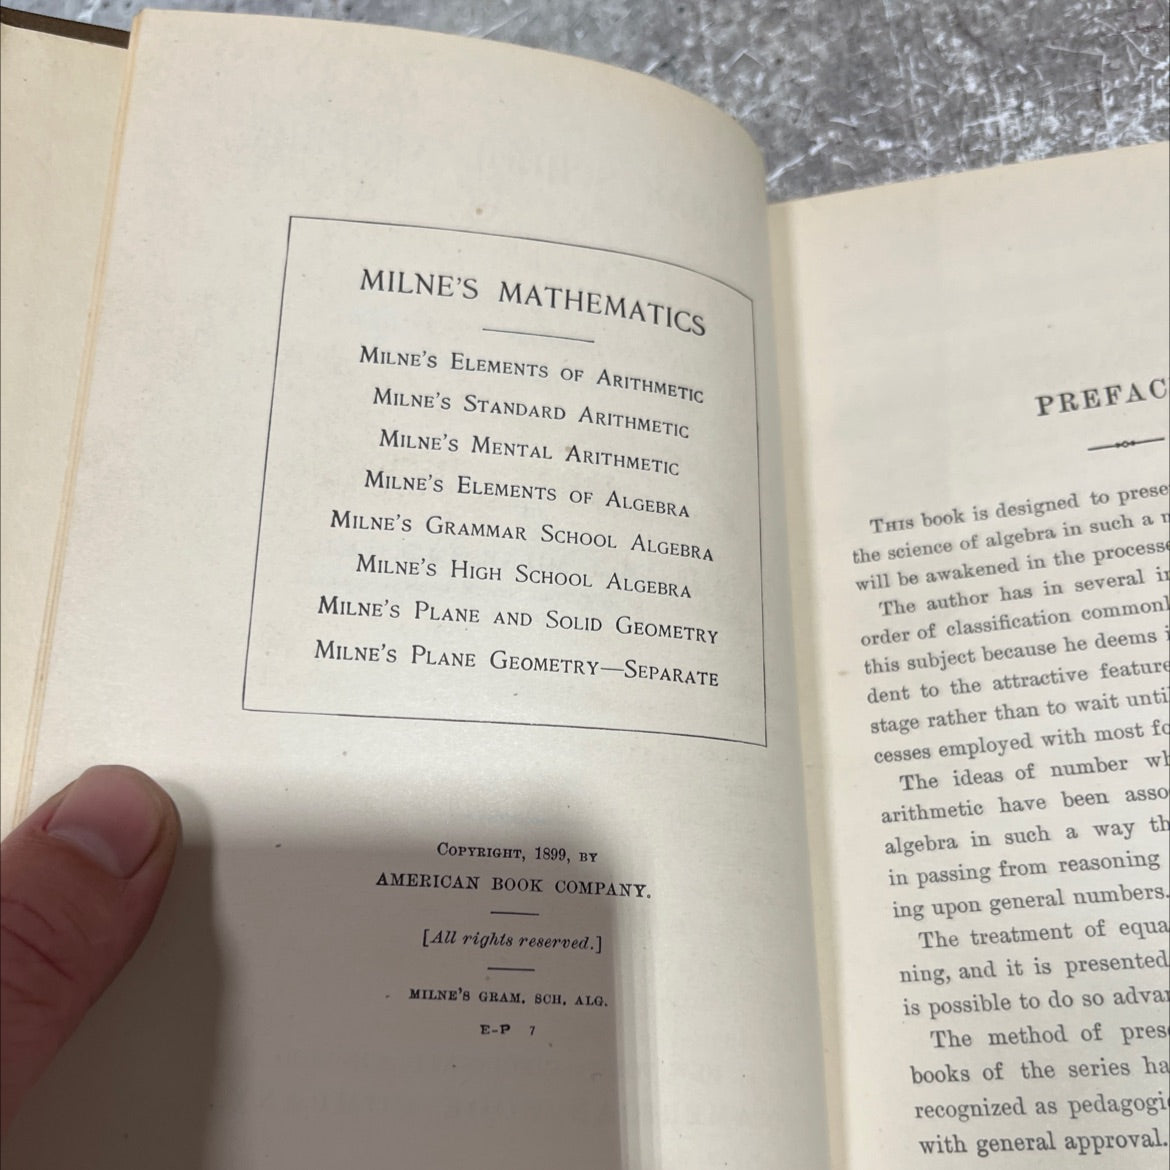 MILNE'S MATHEMATICS
MILNE'S ELEMENTS OF ARITHMETIC
MILNE'S STANDARD ARITHMETIC
MILNE'S MENTAL ARITHMETIC
MILNE'S ELEMENTS OF ALGEBRA
MILNE'S GRAMMAR SCHOOL ALGEBRA
MILNE'S HIGH SCHOOL ALGEBRA
MILNE'S PLANE AND SOLID GEOMETRY
MILNE'S PLANE GEOMETRY—SEPARATE
COPYRIGHT, 1899, BY
AMERICAN BOOK COMPANY.
[All rights reserved.]
MILNE'S GRAM. SCH. ALG.
E-P 7
PREFAC
THIS book is designed to prese
the science of algebra in such a
will be awakened in the processe
The author has in several
order of classification commonl
this subject because he deems
dent to the attractive feature
stage rather than to wait unti
cesses employed with most fo
The ideas of number wh
arithmetic have been asso
algebra in such a way th
in passing from reasoning
ing upon general numbers.
The treatment of equa
ning, and it is presented
is possible to do so advan
The method of pres
books of the series ha
recognized as pedagogi
with general approval.